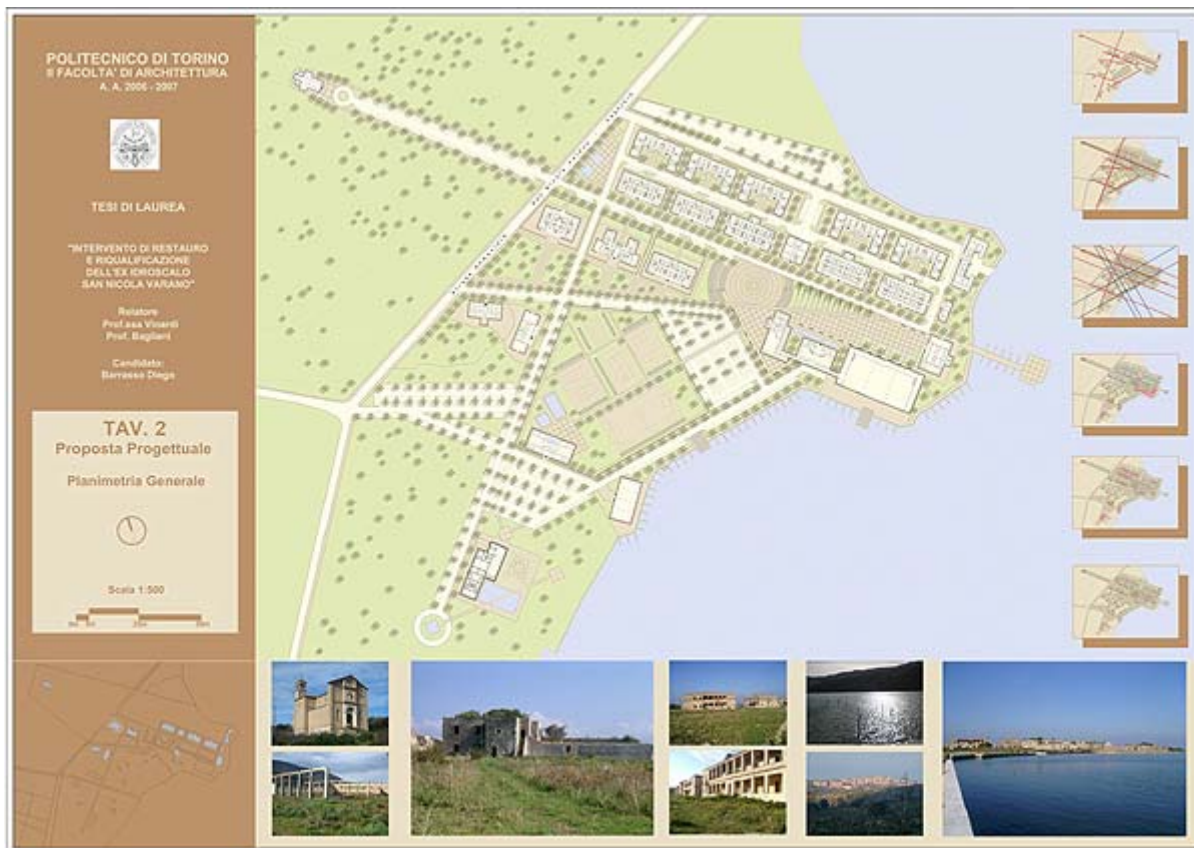 POLITECNICO DI TORINO
II FACOLTA' DI ARCHITETTURA
A. A. 2006 - 2007
TESI DI LAUREA
"INTERVENTO DI RESTAURO
E RIQUALIFICAZIONE
DELL'EX IDROSCALO
SAN NICOLA VARANO"
Relatore
Prof.ssa Vinardi
Prof. Bagliani
Candidato:
Barrasso Diego
TAV. 2
Proposta Progettuale
Planimetria Generale
Scala 1:500
0m